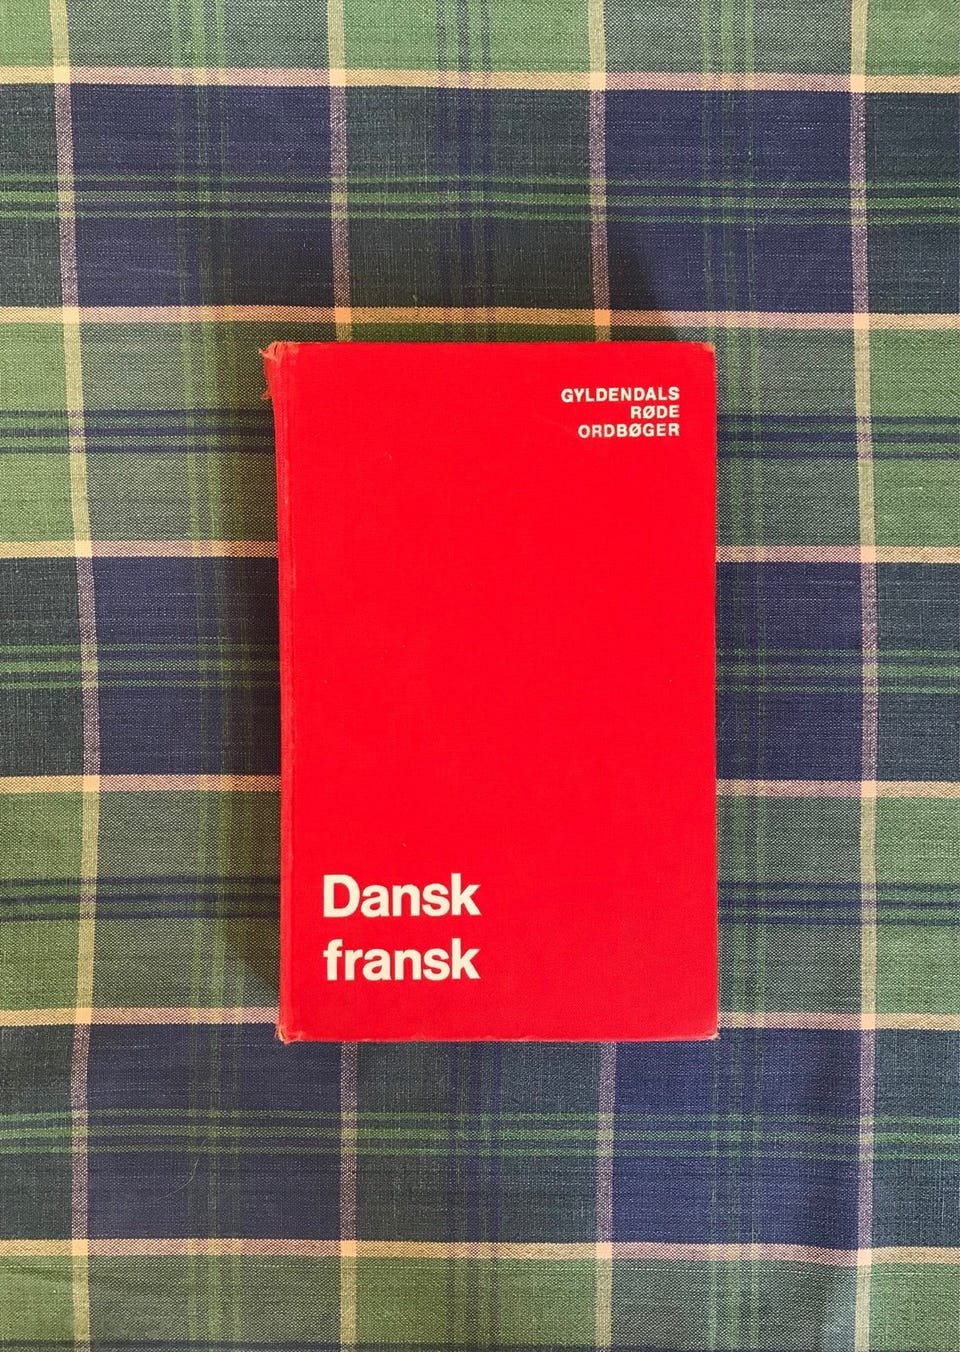 GYLDENDALS
RØDE
ORDBØGER
Dansk
fransk